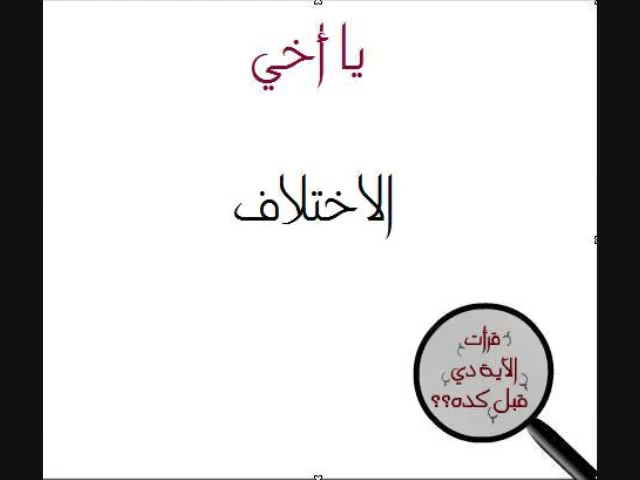 يا أخي
الاختلاف
قرأت
الآية دي
قبل كده؟؟